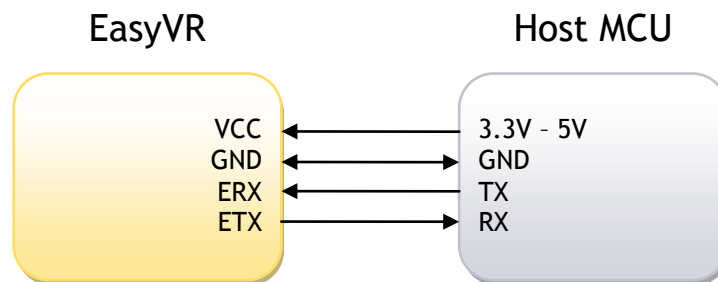 EasyVR
Host MCU
VCC
GND
ERX
ETX
3.3V – 5V
GND
TX
RX